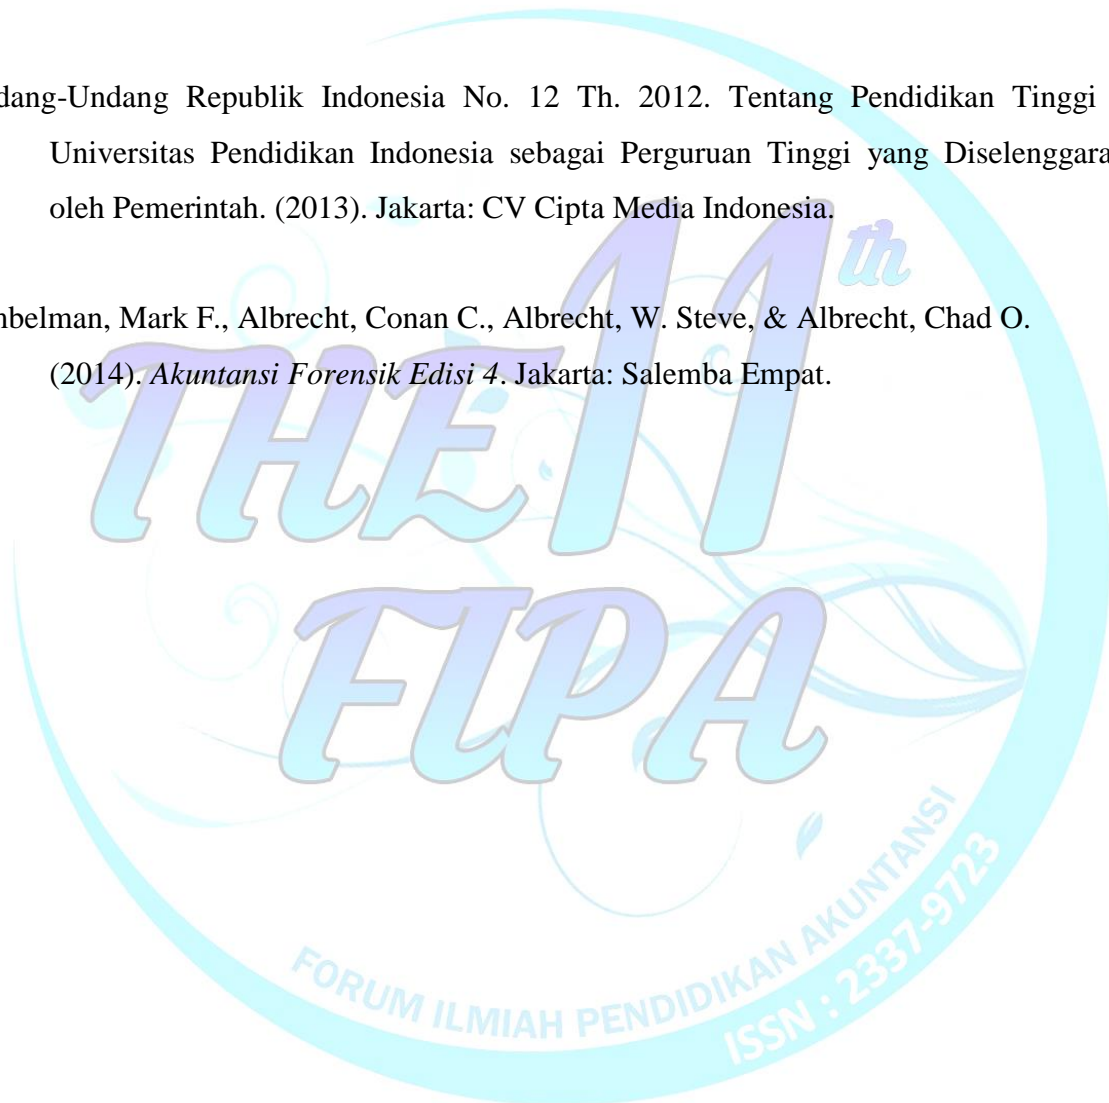 dang-Undang Republik Indonesia No. 12 Th. 2012. Tentang Pendidikan Tinggi
Universitas Pendidikan Indonesia sebagai Perguruan Tinggi yang Diselenggara
oleh Pemerintah. (2013). Jakarta: CV Cipta Media Indonesia.
nbelman, Mark F., Albrecht, Conan C., Albrecht, W. Steve, & Albrecht, Chad O.
(2014). Akuntansi Forensik Edisi 4. Jakarta: Salemba Empat.
THE 11th
FIPA
FORUM ILMIAH PENDIDIKAN AKUNTANSI
ISSN : 2337-9723